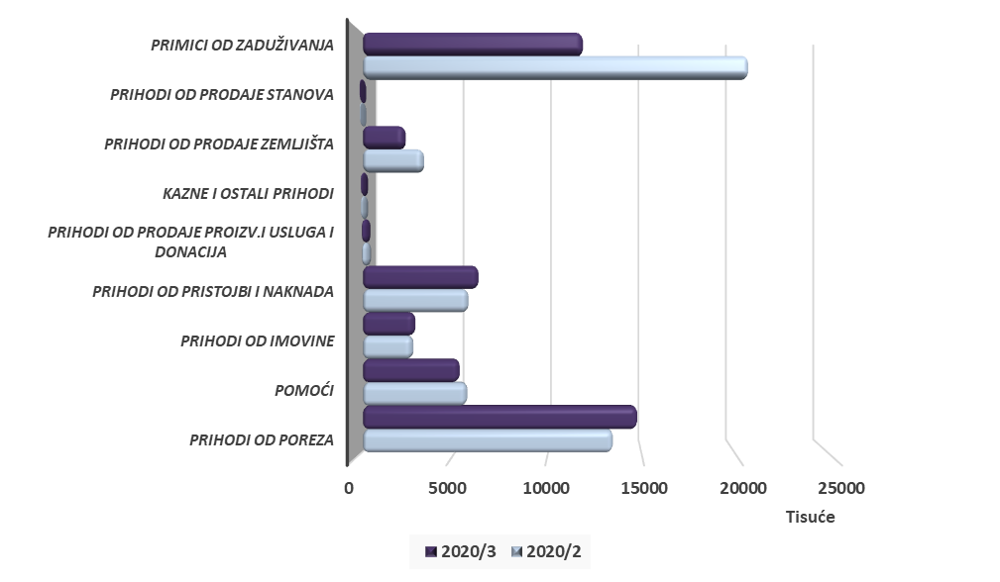 PRIMICI OD ZADUŽIVANJA
PRIHODI OD PRODAJE STANOVA
PRIHODI OD PRODAJE ZEMLJIŠTA
KAZNE I OSTALI PRIHODI
PRIHODI OD PRODAJE PROIZV.I USLUGA I
DONACIJA
PRIHODI OD PRISTOJBI I NAKNADA
PRIHODI OD IMOVINE
POMOĆI
PRIHODI OD POREZA
0 5000 10000 15000 20000 25000
Tisuće
2020/3 2020/2